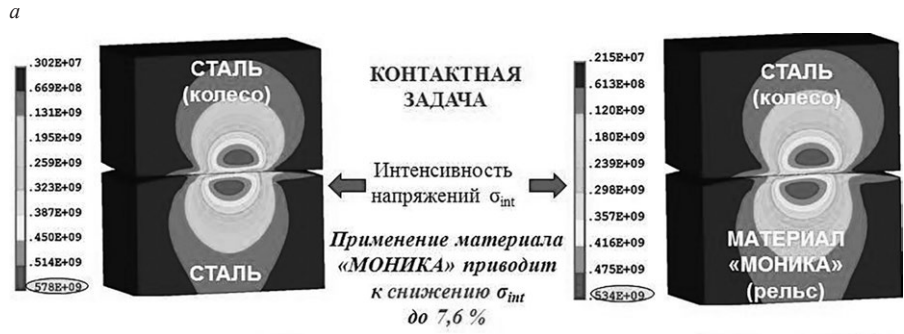 а
.302E+07
.669E+08
.131E+09
.195E+09
.259E+09
.323E+09
.387E+09
.450E+09
.514E+09
578E+09
СТАЛЬ
(колесо)
СТАЛЬ
КОНТАКТНАЯ
ЗАДАЧА
Интенсивность
напряжений σint
Применение материала
«МОНИКА» приводит
к снижению σint
до 7,6 %
.215E+07
.613E+08
.120E+09
.180E+09
.239E+09
.298E+09
.357E+09
.416E+09
.475E+09
.534E+09
СТАЛЬ
(колесо)
МАТЕРИАЛ
«МОНИКА»
(рельс)